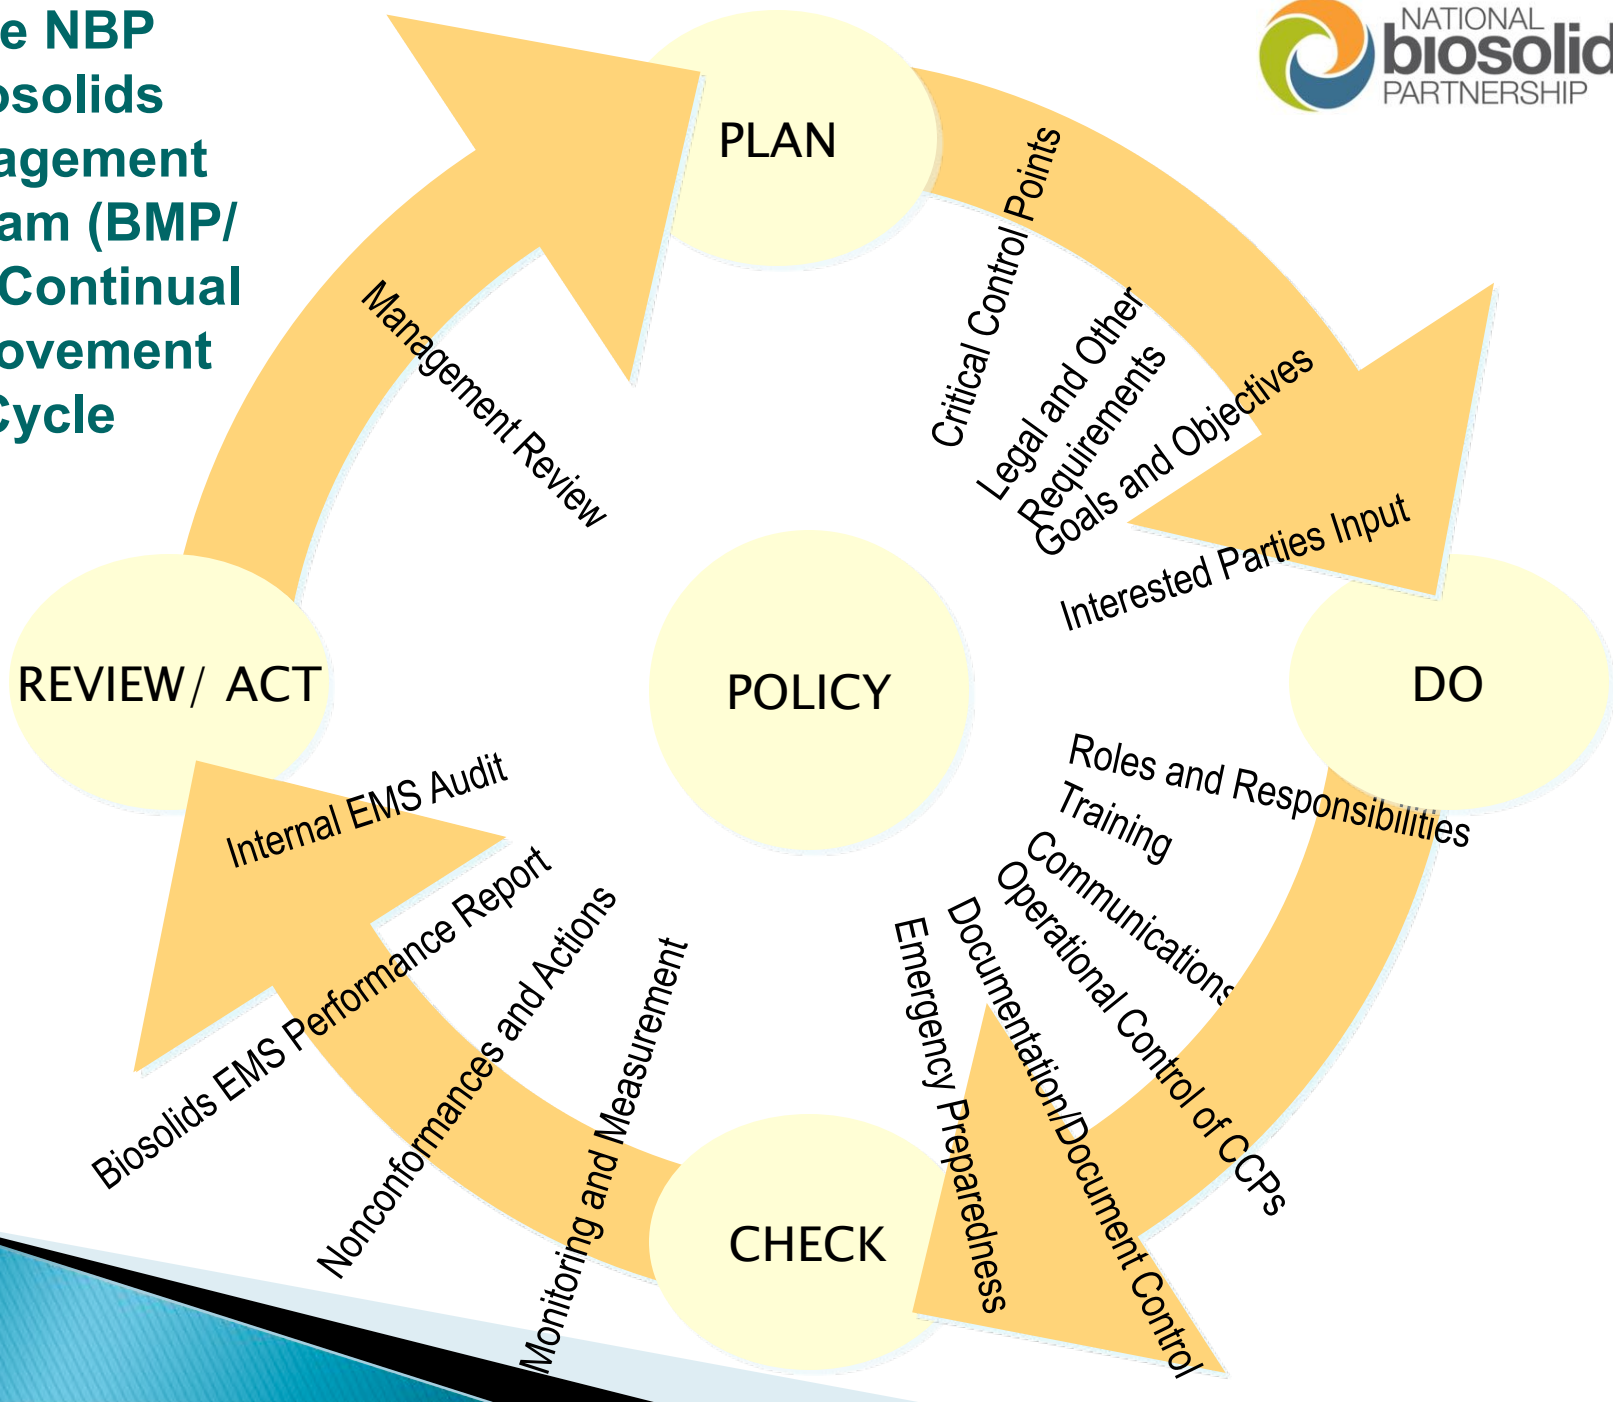 e NBP
osolids
agement
am (BMP/
Continual
ovement
Cycle
NATIONAL
biosolid
PARTNERSHIP
PLAN
Critical Control Points
Legal and Other
Requirements
Goals and Objectives
Interested Parties Input
DO
Roles and Responsibilities
Training
Communications
Operational Control of CCPs
Documentation/Document Control
Emergency Preparedness
CHECK
Monitoring and Measurement
Nonconformances and Actions
Biosolids EMS Performance Report
Internal EMS Audit
REVIEW/ ACT
Management Review
POLICY